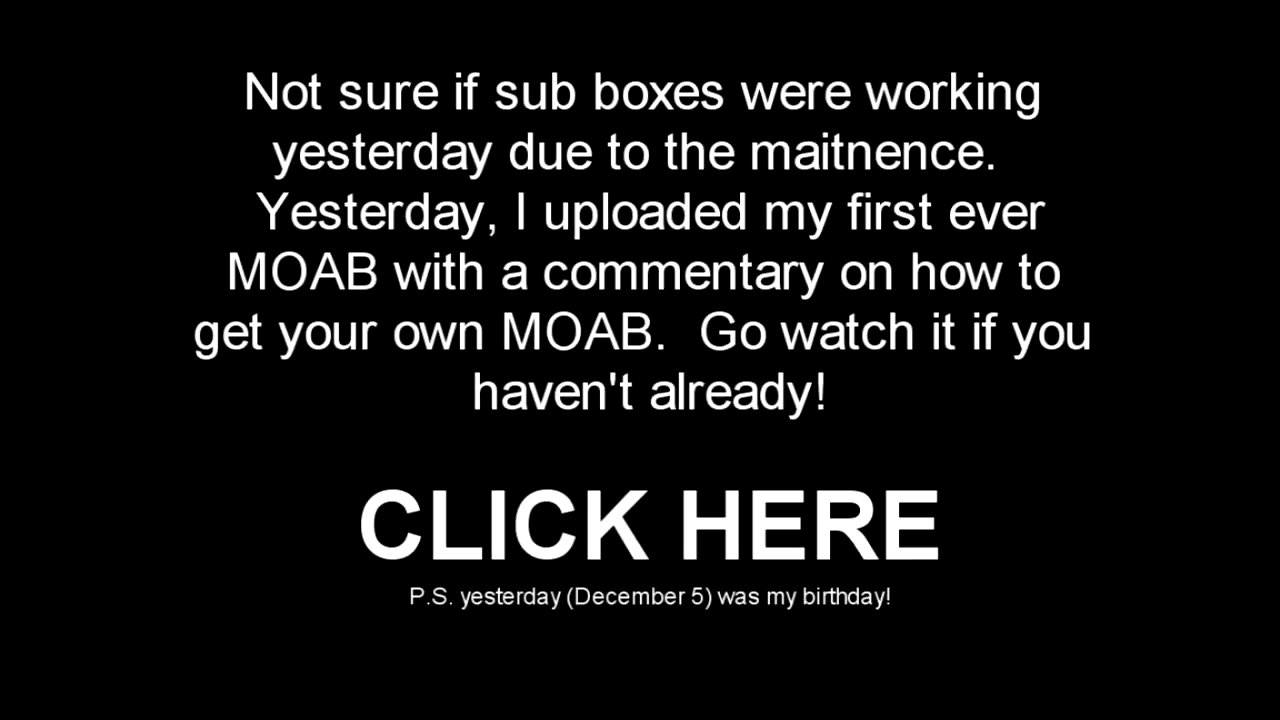 Not sure if sub boxes were working
yesterday due to the maitnence.
Yesterday, I uploaded my first ever
MOAB with a commentary on how to
get your own MOAB.  Go watch it if you
haven't already!
CLICK HERE
P.S. yesterday (December 5) was my birthday!